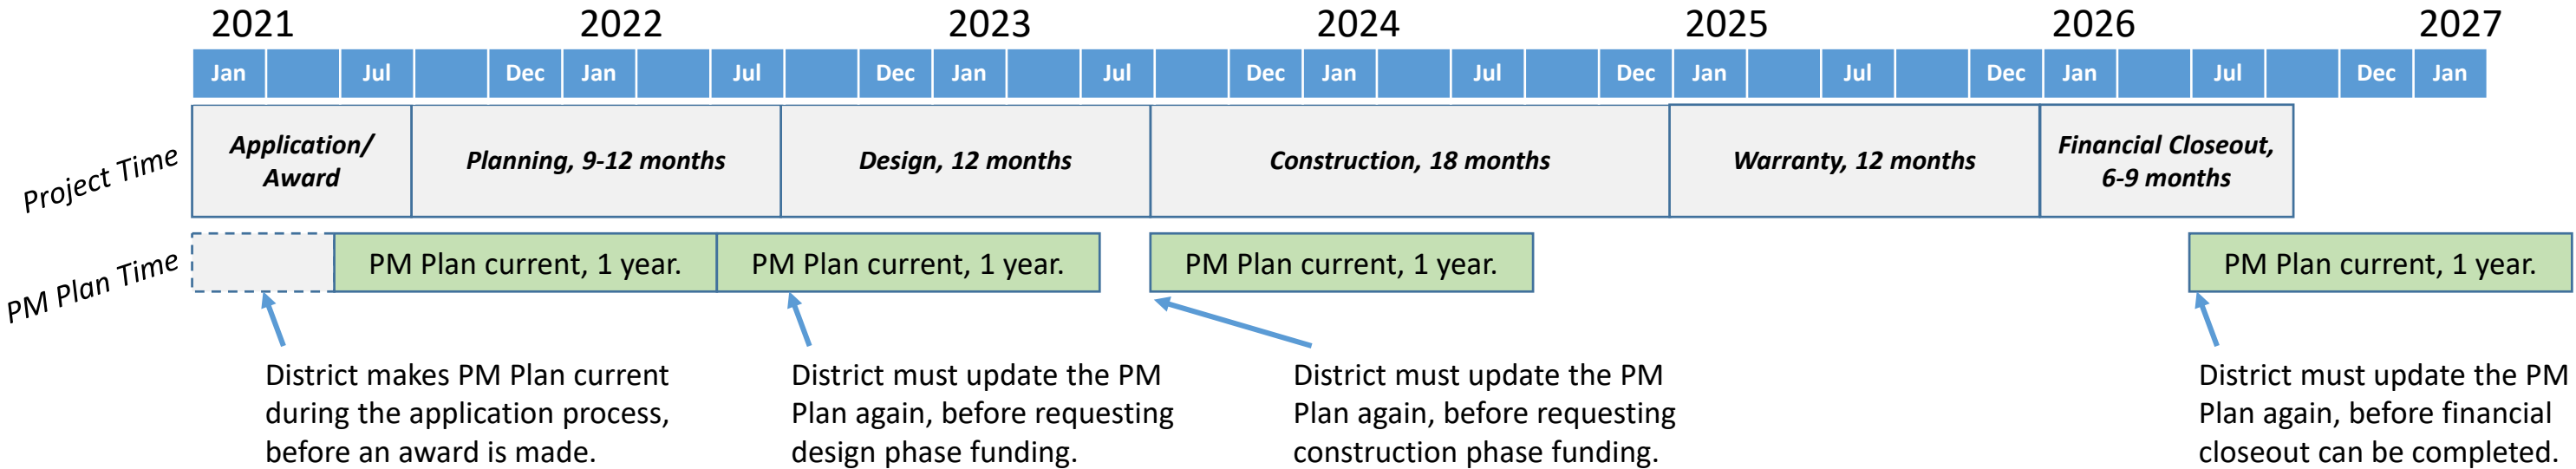 2021 2022 2023 2024 2025 2026 2027
Jan Jul Dec Jan Jul Dec Jan Jul Dec Jan Jul Dec Jan Jul Dec Jan Jul Dec Jan
Project Time
Application/
Award
Planning, 9-12 months
Design, 12 months
Construction, 18 months
Warranty, 12 months
Financial Closeout,
6-9 months
PM Plan Time
PM Plan current, 1 year.
PM Plan current, 1 year.
PM Plan current, 1 year.
PM Plan current, 1 year.
District makes PM Plan current
during the application process,
before an award is made.
District must update the PM
Plan again, before requesting
design phase funding.
District must update the PM
Plan again, before requesting
construction phase funding.
District must update the PM
Plan again, before financial
closeout can be completed.